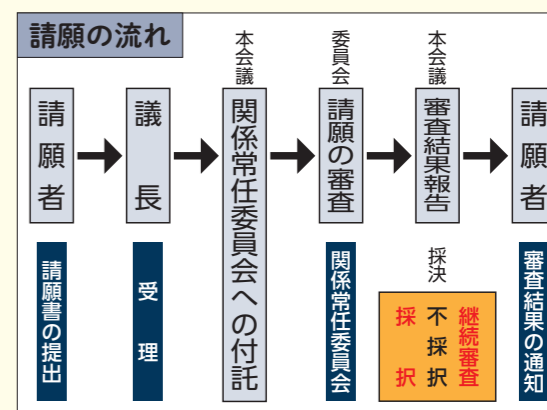 請願の流れ
請願者
請願書の提出
議長
受理
本会議
関係常任委員会への付託
委員会
請願の審査
関係常任委員会
本会議
審査結果報告
採決
継続審査
不採択
採択
請願者
審査結果の通知